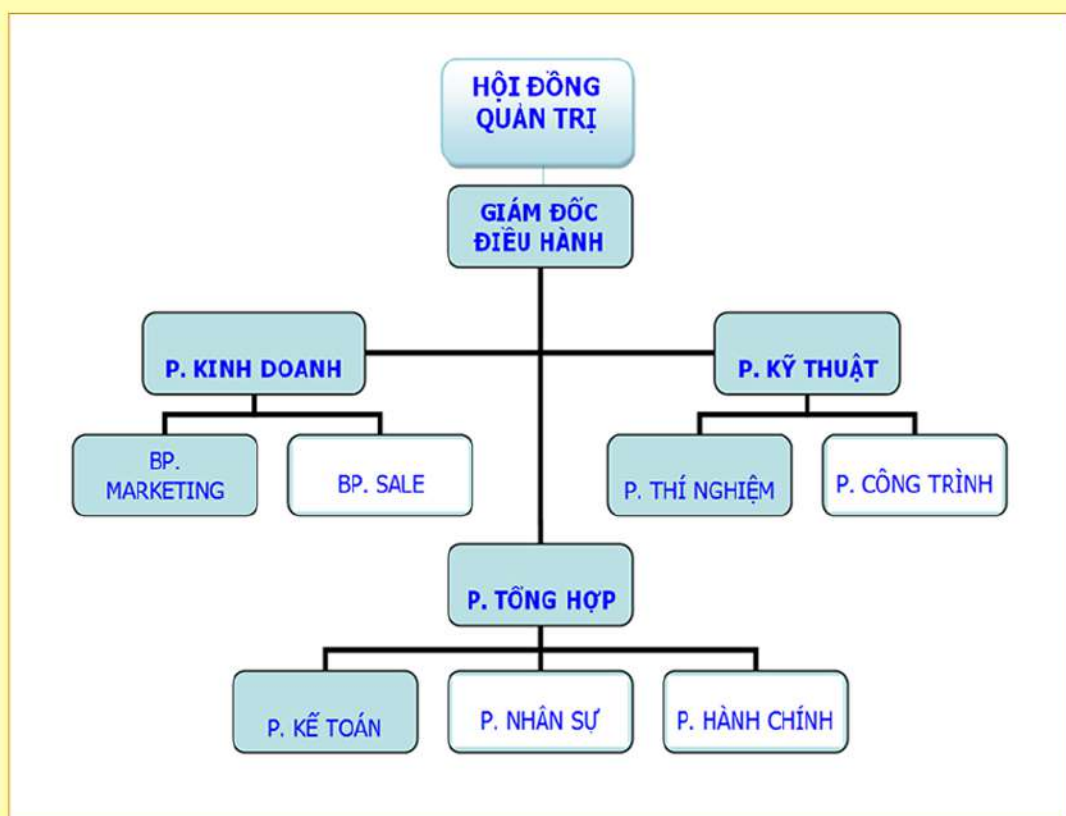 HỘI ĐỒNG
QUẢN TRỊ
GIÁM ĐỐC
ĐIỀU HÀNH
P. KINH DOANH
P. KỸ THUẬT
BP.
MARKETING
BP. SALE
P. THÍ NGHIỆM
P. CÔNG TRÌNH
P. TỔNG HỢP
P. KẾ TOÁN
P. NHÂN SỰ
P. HÀNH CHÍNH